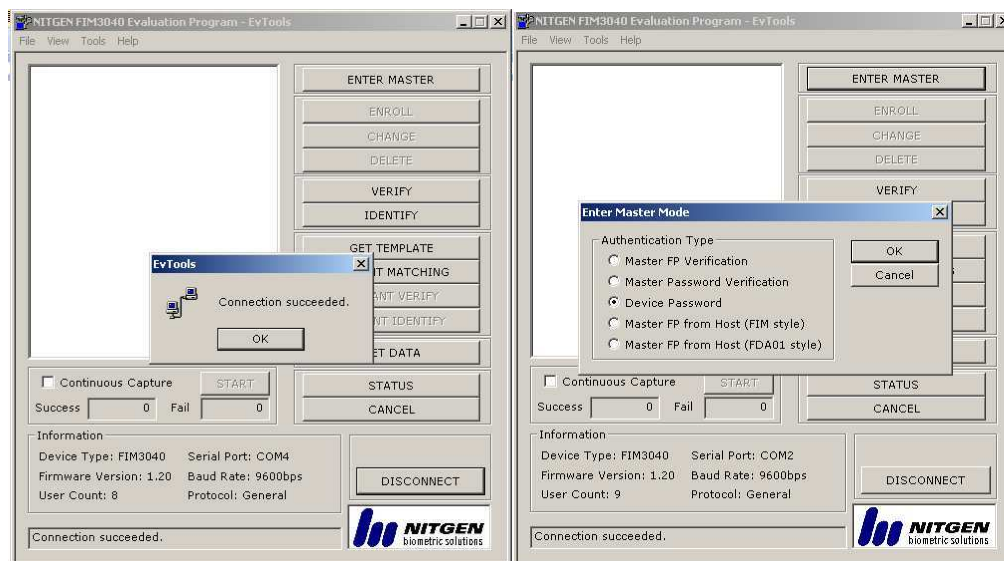 NITGEN FIM3040 Evaluation Program - EvTools
File View Tools Help
ENTER MASTER
ENROLL
CHANGE
DELETE
VERIFY
IDENTIFY
GET TEMPLATE
MATCHING
VERIFY
IDENTIFY
DATA
EvTools
Connection succeeded.
OK
Continuous Capture START
Success 0 Fail 0
STATUS
CANCEL
Information
Device Type: FIM3040 Serial Port: COM4
Firmware Version: 1.20 Baud Rate: 9600bps
User Count: 8 Protocol: General
DISCONNECT
Connection succeeded.
NITGEN
biometric solutions
NITGEN FIM3040 Evaluation Program - EvTools
File View Tools Help
ENTER MASTER
ENROLL
CHANGE
DELETE
VERIFY
Enter Master Mode
Authentication Type
Master FP Verification
Master Password Verification
Device Password
Master FP from Host (FIM style)
Master FP from Host (FDA01 style)
OK
Cancel
Continuous Capture START
Success 0 Fail 0
STATUS
CANCEL
Information
Device Type: FIM3040 Serial Port: COM2
Firmware Version: 1.20 Baud Rate: 9600bps
User Count: 9 Protocol: General
DISCONNECT
Connection succeeded.
NITGEN
biometric solutions